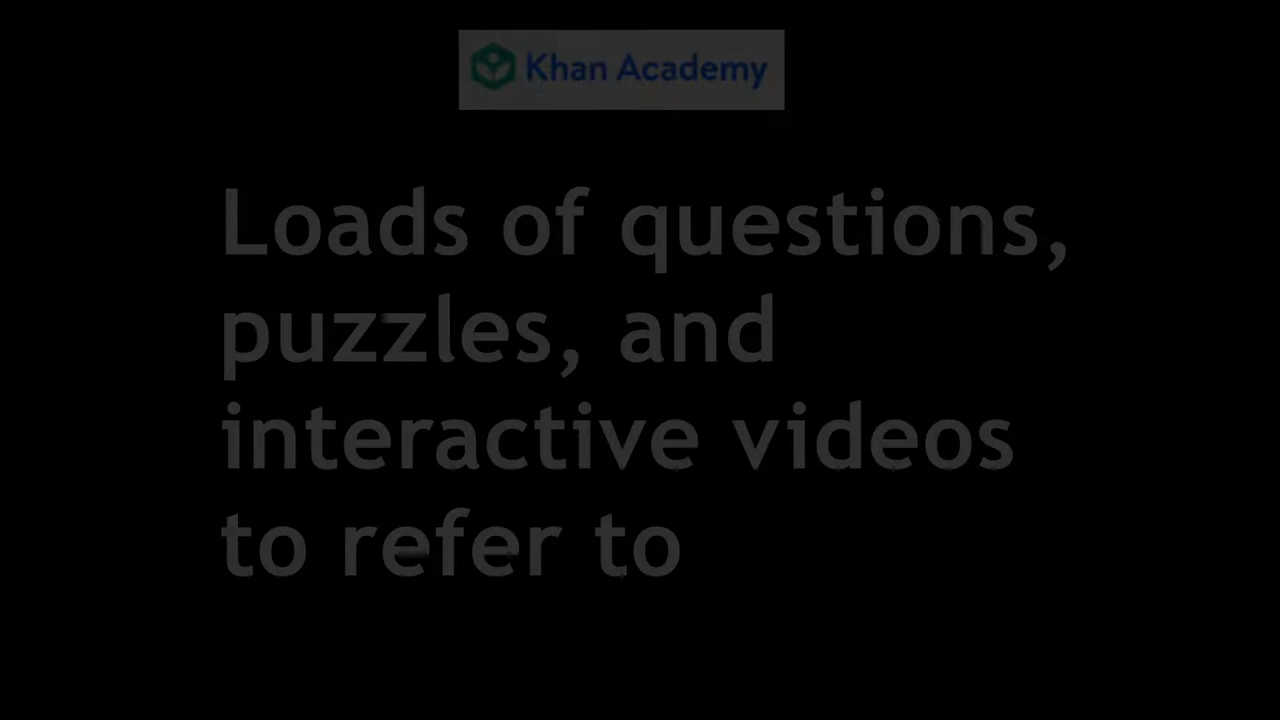 Khan Academy
Loads of questions,
puzzles, and
interactive videos
to refer to